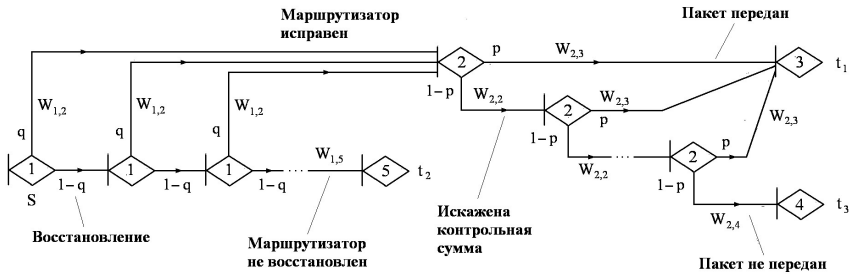 Маршрутизатор
исправен
Пакет передан
2
p
W2,3
3
t1
q
W1,2
q
W1,2
q
W1,2
1–p
W2,2
2
W2,3
p
W2,3
1–p
W2,2
...
2
p
1
1
1
W1,5
...
5
t2
1–q
1–q
1–q
S
1–p
W2,4
4
t3
Восстановление
Маршрутизатор
не восстановлен
Искажена
контрольная
сумма
Пакет не передан